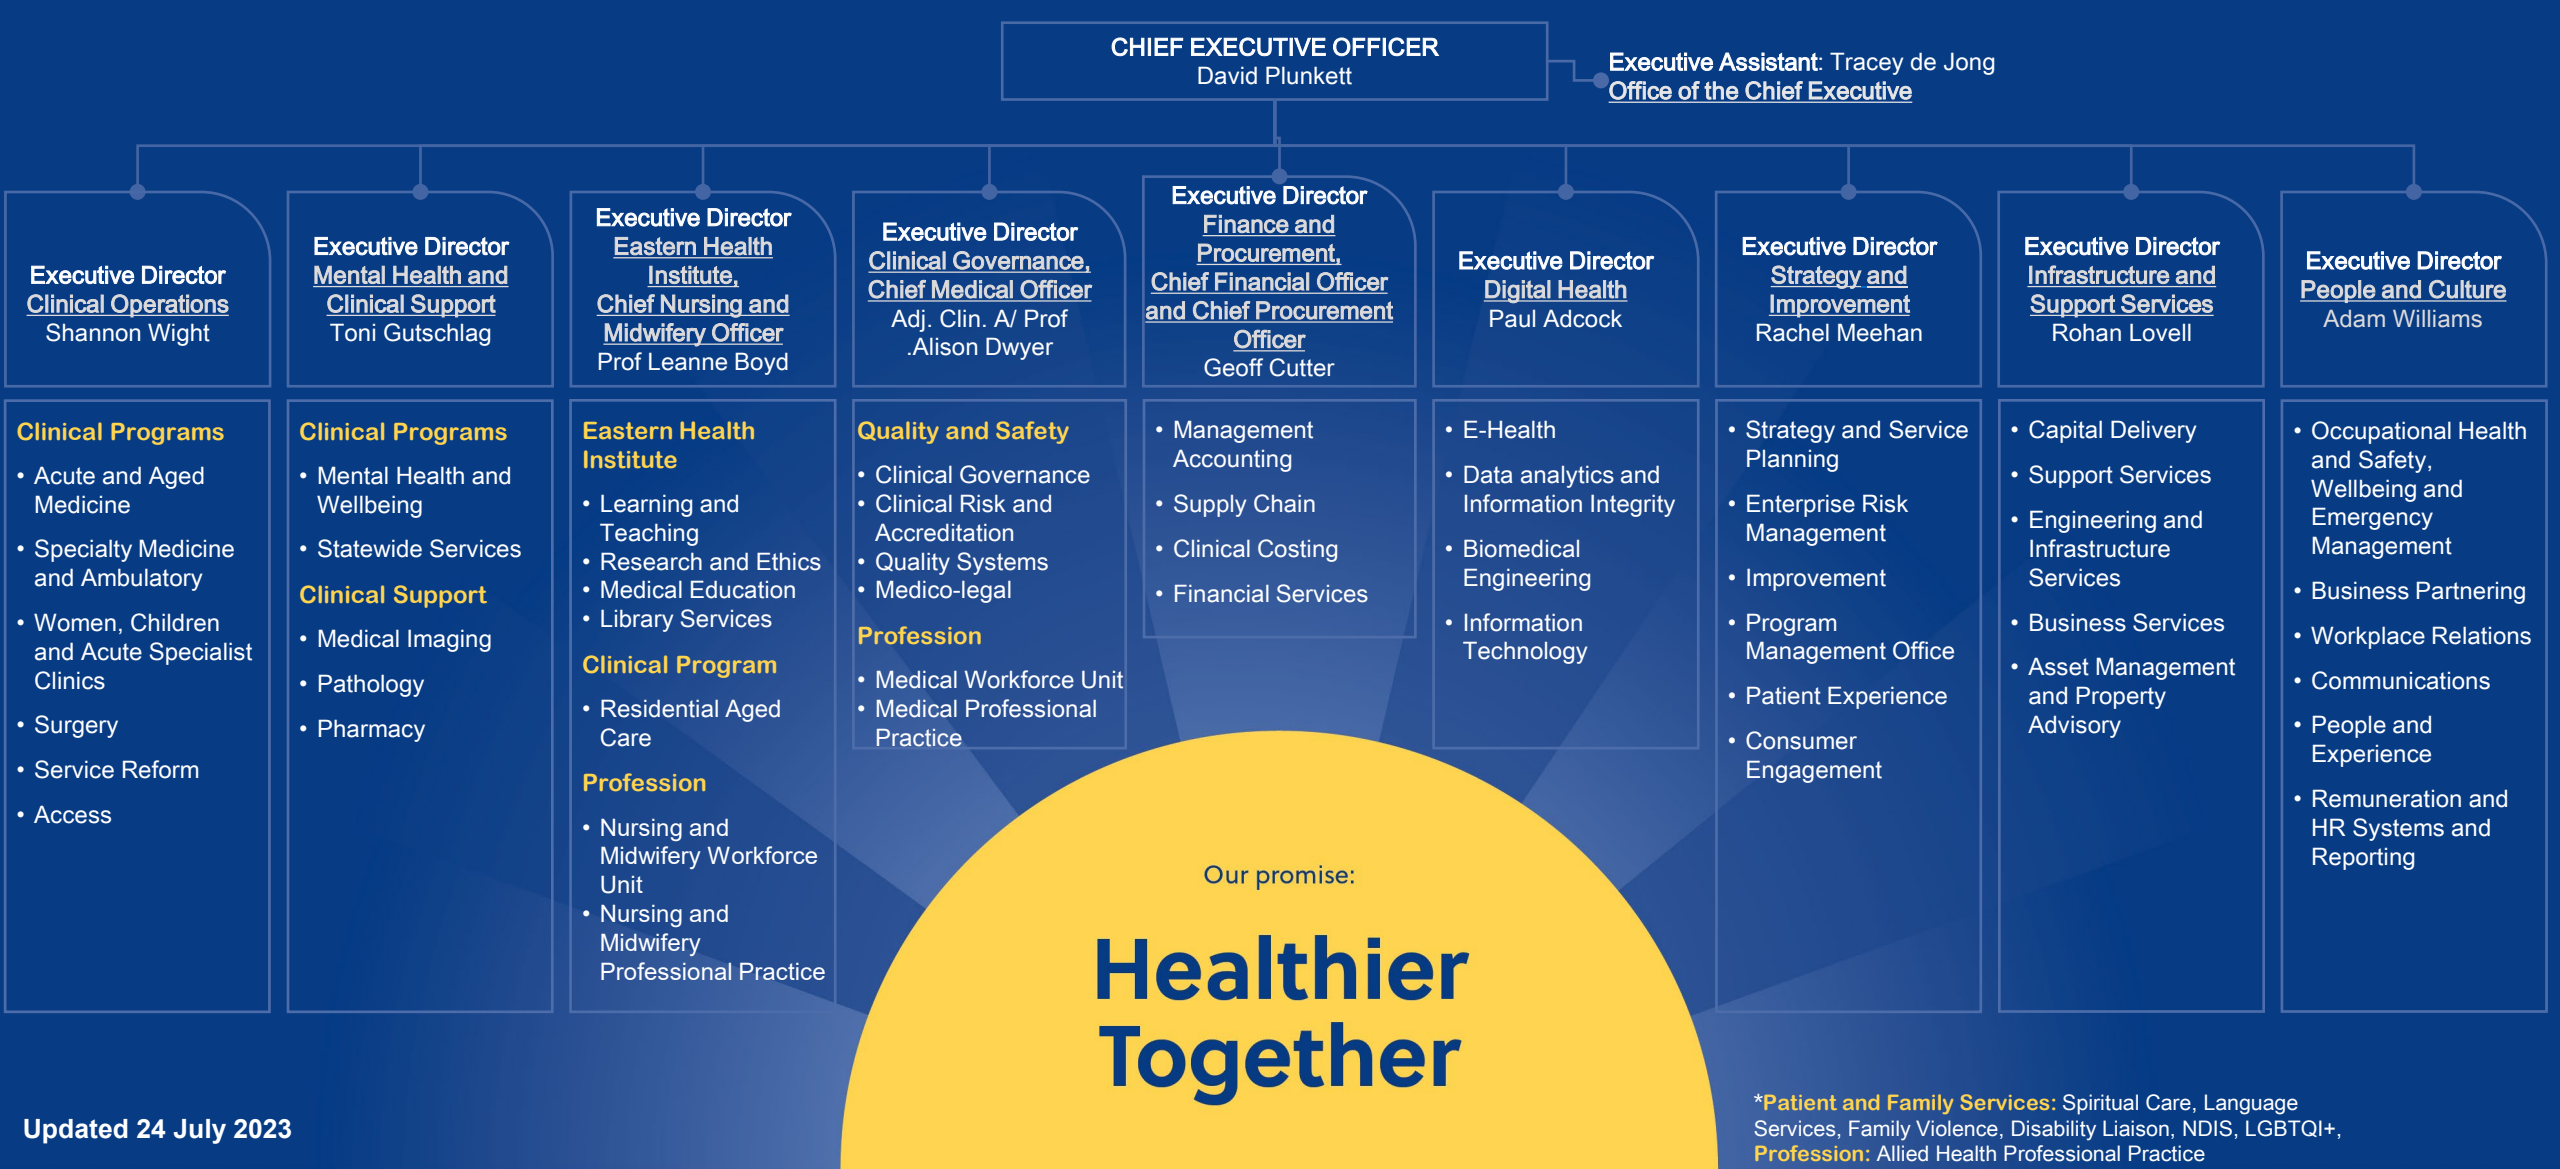 CHIEF EXECUTIVE OFFICER
David Plunkett
Executive Assistant: Tracey de Jong
Office of the Chief Executive
Executive Director
Clinical Operations
Shannon Wight
Executive Director
Mental Health and
Clinical Support
Toni Gutschlag
Executive Director
Eastern Health
Institute,
Chief Nursing and
Midwifery Officer
Prof Leanne Boyd
Executive Director
Clinical Governance,
Chief Medical Officer
Adj. Clin. A/ Prof
.Alison Dwyer
Executive Director
Finance and
Procurement,
Chief Financial Officer
and Chief Procurement
Officer
Geoff Cutter
Executive Director
Digital Health
Paul Adcock
Executive Director
Strategy and
Improvement
Rachel Meehan
Executive Director
Infrastructure and
Support Services
Rohan Lovell
Executive Director
People and Culture
Adam Williams
Clinical Programs
• Acute and Aged
Medicine
• Specialty Medicine
and Ambulatory
• Women, Children
and Acute Specialist
Clinics
• Surgery
• Service Reform
• Access
Clinical Programs
• Mental Health and
Wellbeing
• Statewide Services
Clinical Support
• Medical Imaging
• Pathology
• Pharmacy
Eastern Health
Institute
• Learning and
Teaching
• Research and Ethics
• Medical Education
• Library Services
Clinical Program
• Residential Aged
Care
Profession
• Nursing and
Midwifery Workforce
Unit
• Nursing and
Midwifery
Professional Practice
Quality and Safety
• Clinical Governance
• Clinical Risk and
Accreditation
• Quality Systems
• Medico-legal
Profession
• Medical Workforce Unit
• Medical Professional
Practice
• Management
Accounting
• Supply Chain
• Clinical Costing
• Financial Services
• E-Health
• Data analytics and
Information Integrity
• Biomedical
Engineering
• Information
Technology
• Strategy and Service
Planning
• Enterprise Risk
Management
• Improvement
• Program
Management Office
• Patient Experience
• Consumer
Engagement
• Capital Delivery
• Support Services
• Engineering and
Infrastructure
Services
• Business Services
• Asset Management
and Property
Advisory
• Occupational Health
and Safety,
Wellbeing and
Emergency
Management
• Business Partnering
• Workplace Relations
• Communications
• People and
Experience
• Remuneration and
HR Systems and
Reporting
Our promise:
Healthier
Together
Updated 24 July 2023
*Patient and Family Services: Spiritual Care, Language
Services, Family Violence, Disability Liaison, NDIS, LGBTQI+,
Profession: Allied Health Professional Practice